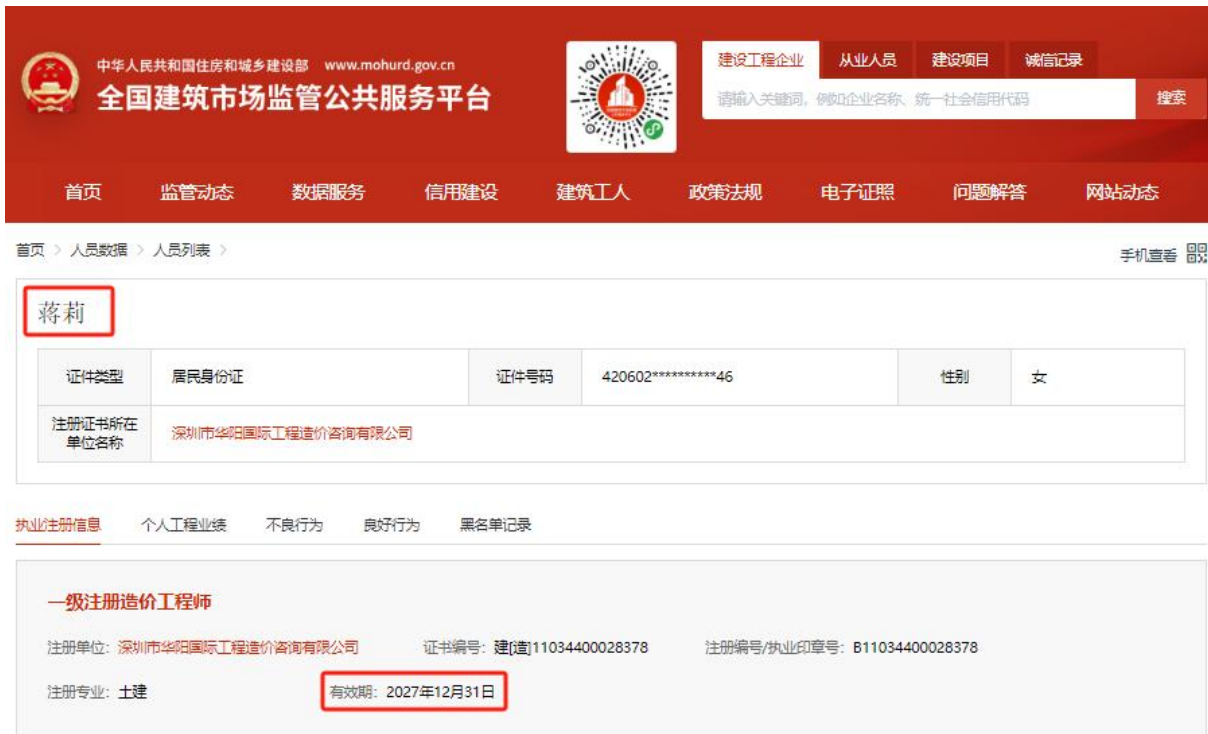 中华人民共和国住房和城乡建设部 www.mohurd.gov.cn
全国建筑市场监管公共服务平台
建设工程企业 从业人员 建设项目 诚信记录
请输入关键词，例如企业名称、统一社会信用代码 搜索
首页 监管动态 数据服务 信用建设 建筑工人 政策法规 电子证照 问题解答 网站动态
首页 > 人员数据 > 人员列表 >
手机查看
蒋莉
证件类型 居民身份证 证件号码 420602**********46 性别 女
注册证书所在单位名称 深圳市华阳国际工程造价咨询有限公司
执业注册信息 个人工程业绩 不良行为 良好行为 黑名单记录
一级注册造价工程师
注册单位：深圳市华阳国际工程造价咨询有限公司 证书编号：建[造]11034400028378 注册编号/执业印章号：B11034400028378
注册专业：土建 有效期：2027年12月31日